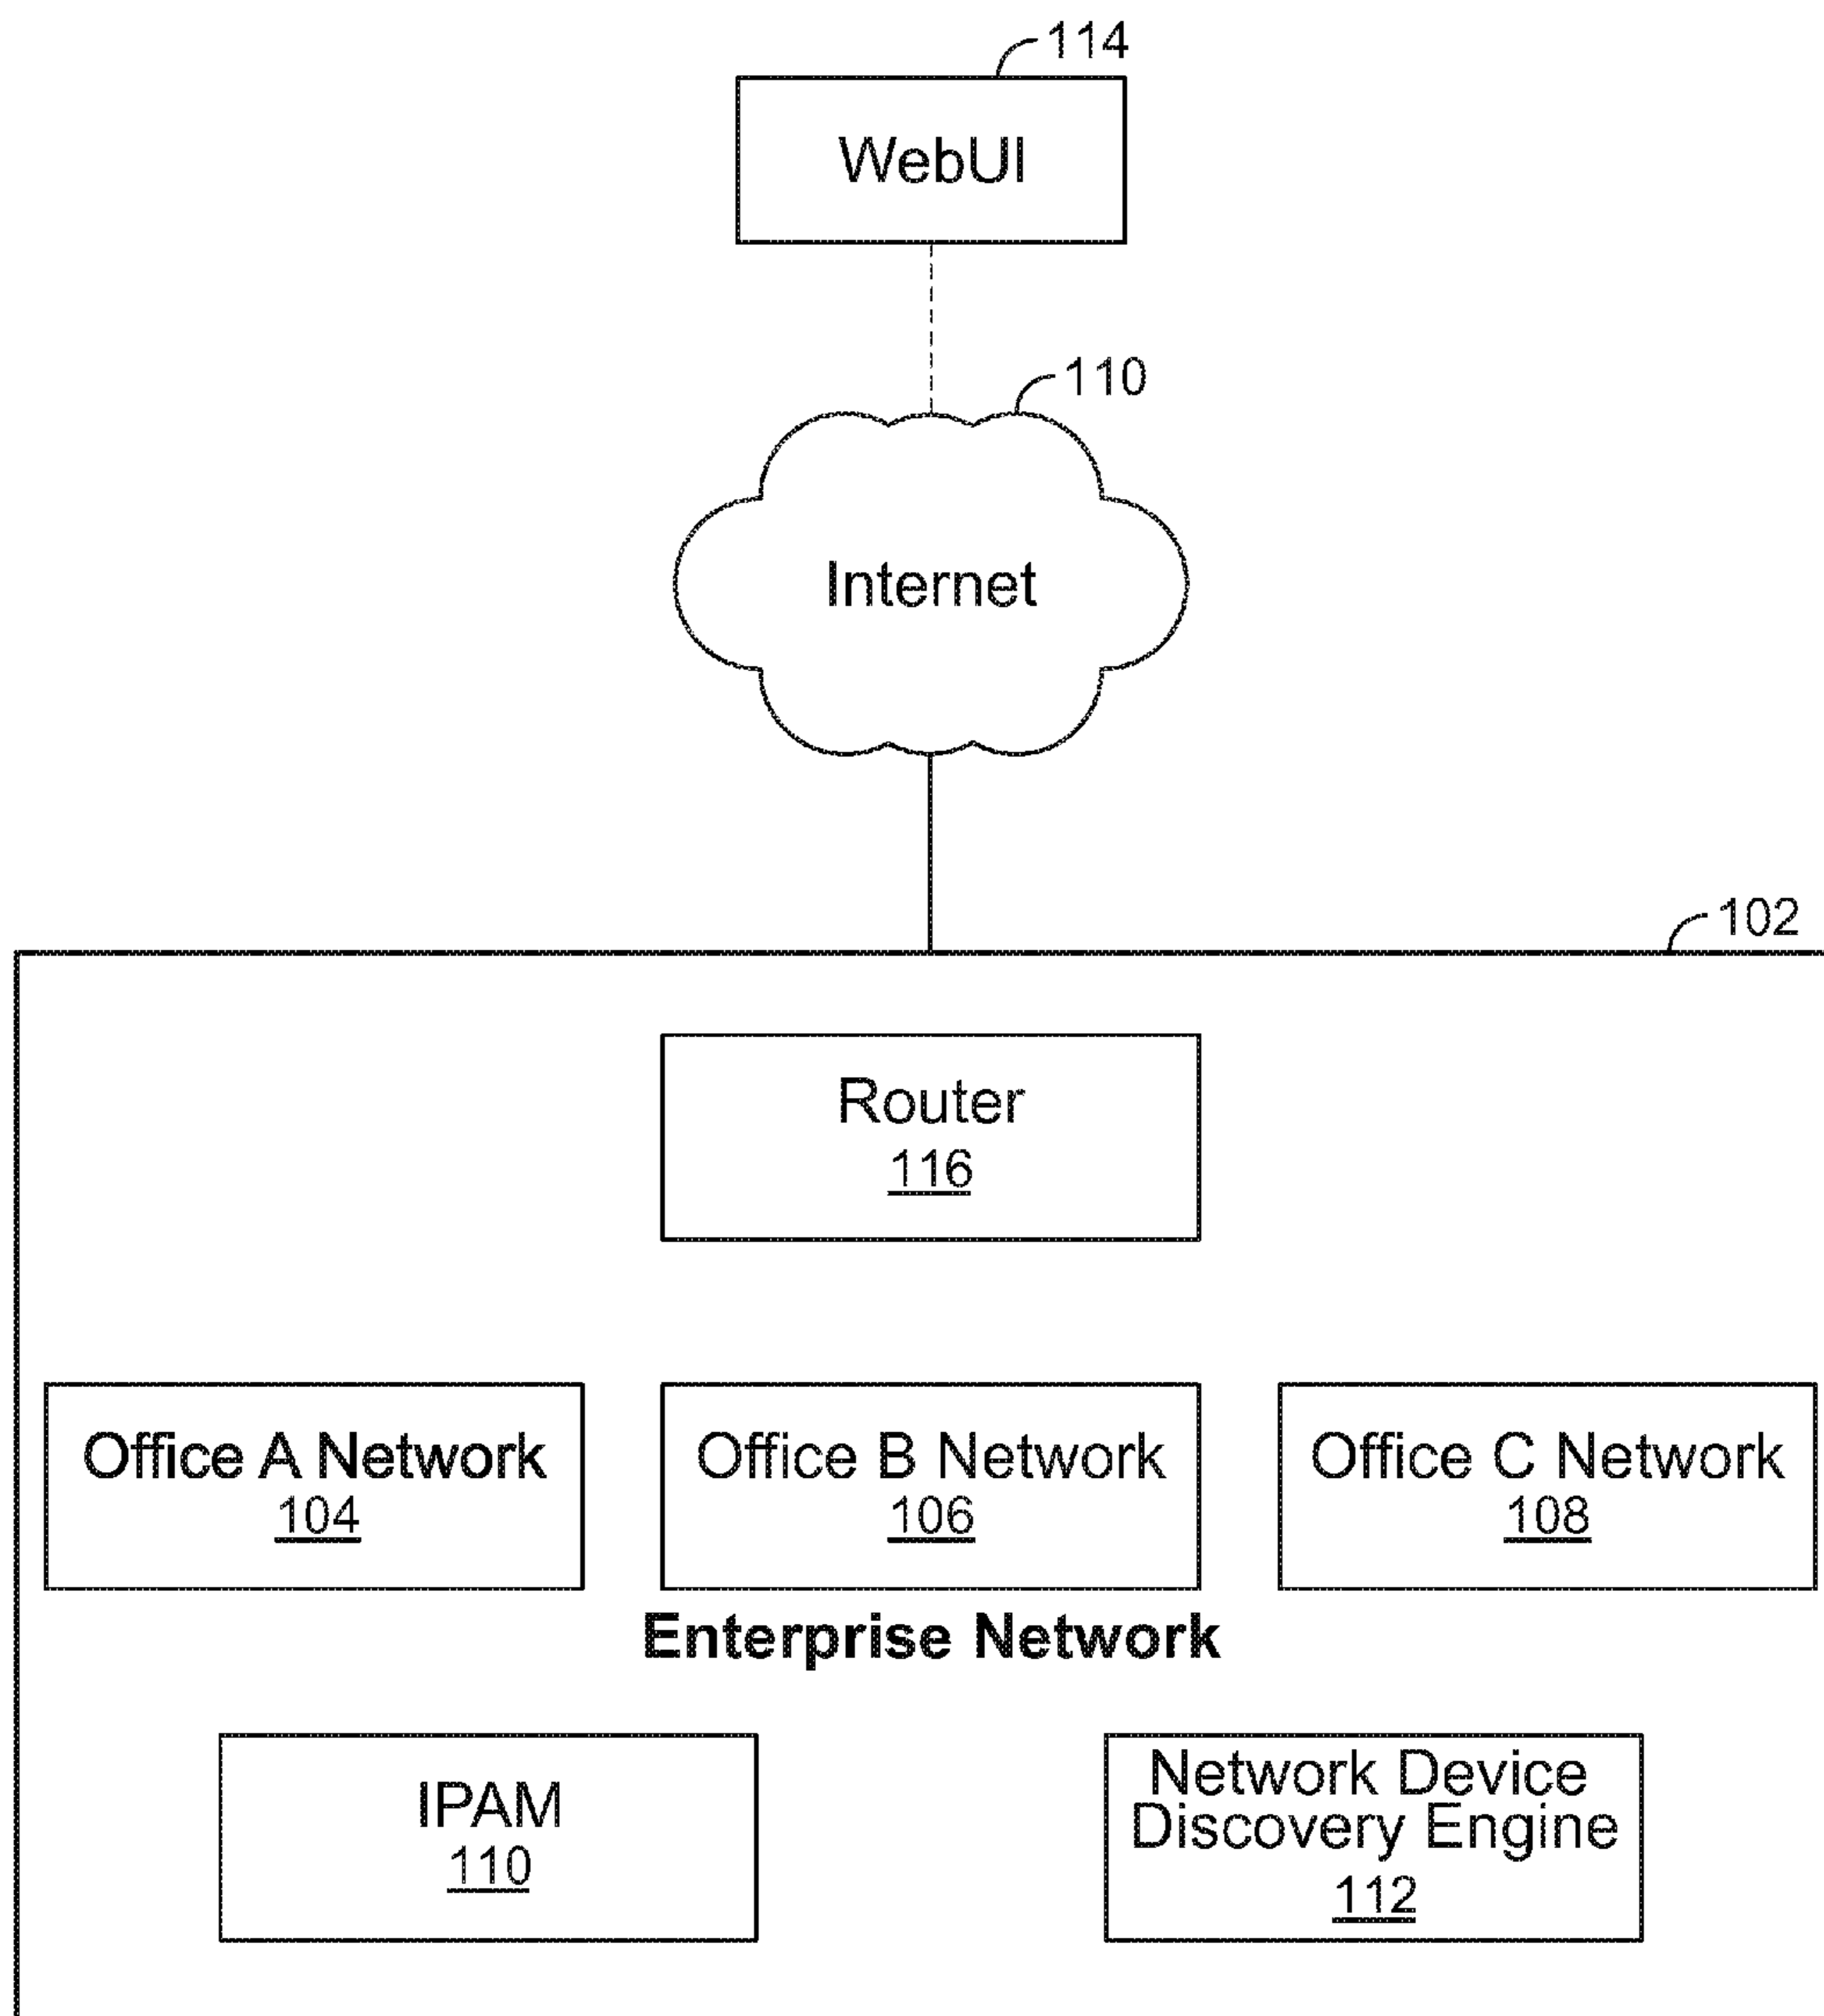 114
WebUI
110
Internet
102
Router
116
Office A Network
104
Office B Network
106
Office C Network
108
Enterprise Network
IPAM
110
Network Device
Discovery Engine
112